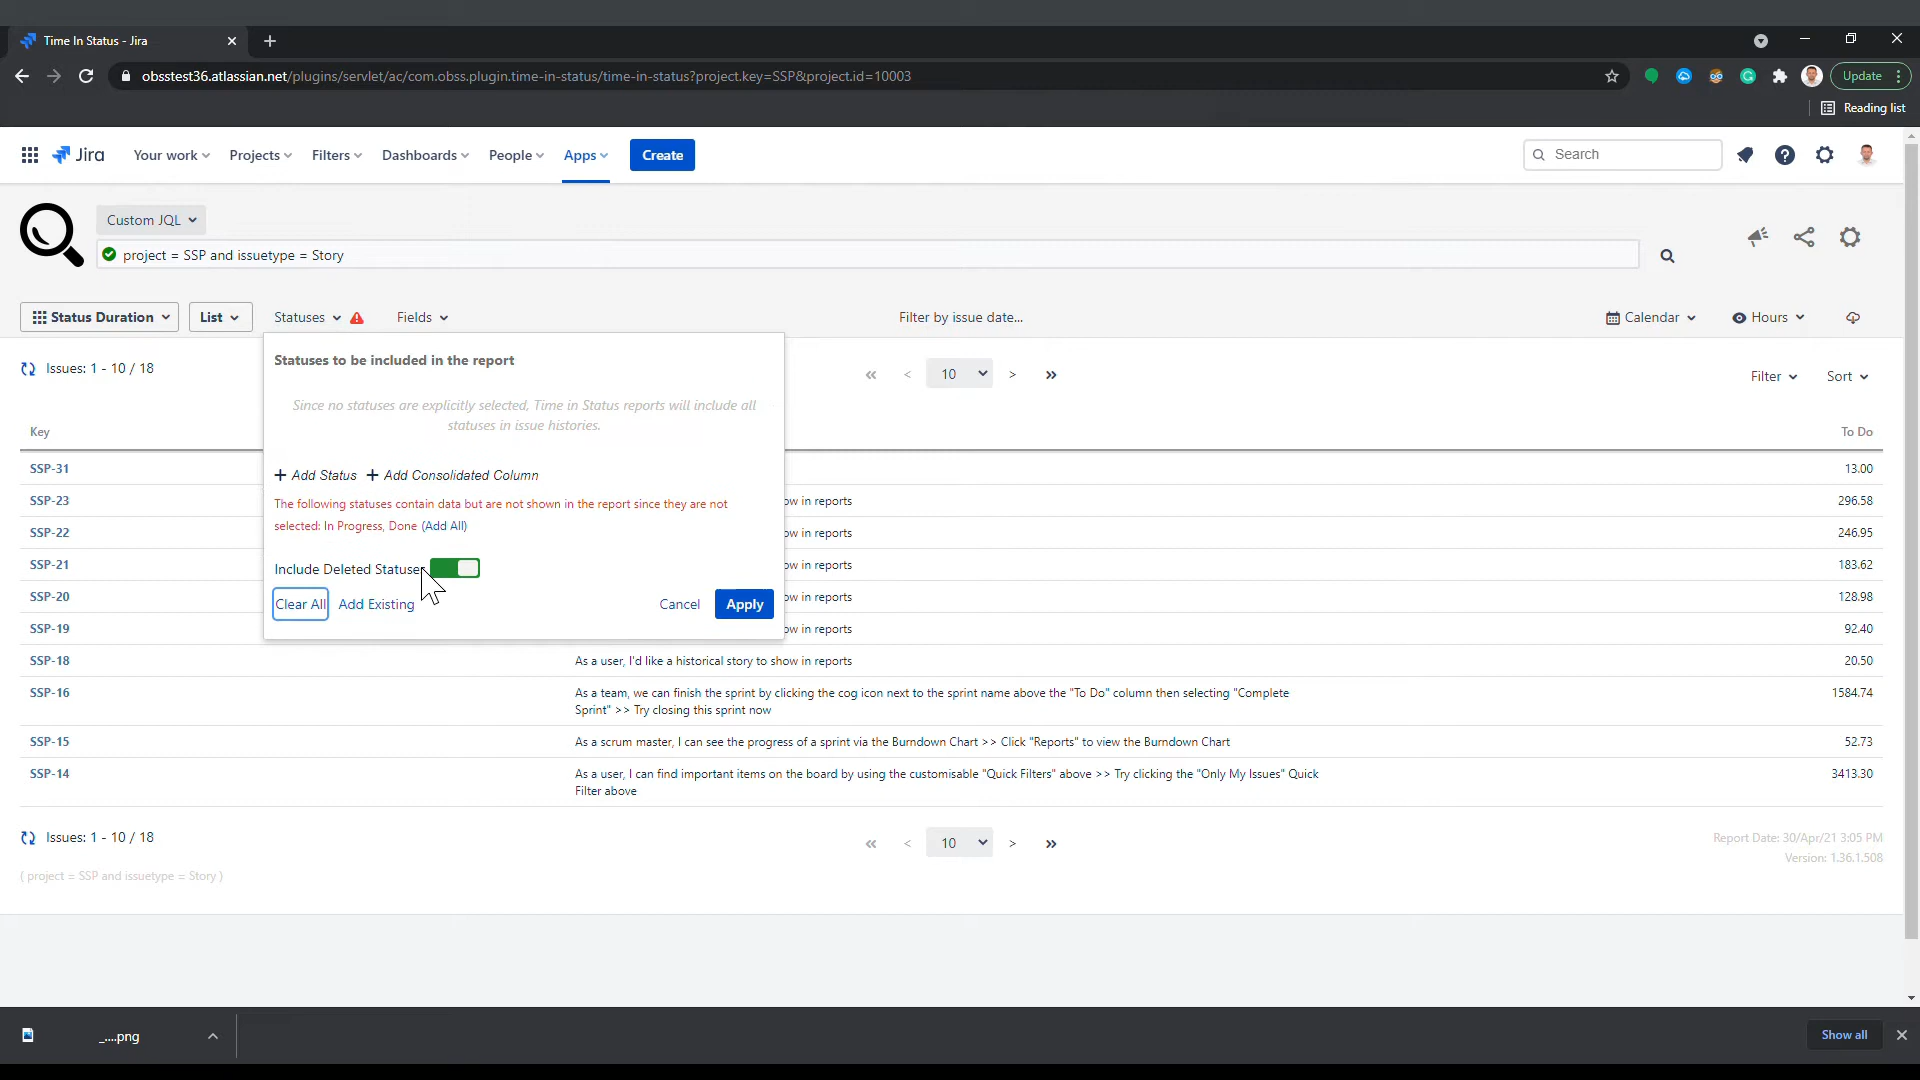 Time In Status - Jira
obsstest36.atlassian.net/plugins/servlet/ac/com.obss.plugin.time-in-status/time-in-status?project.key=SSP&project.id=10003
Update
Reading list
Jira
Your work
Projects
Filters
Dashboards
People
Apps
Create
Search
Custom JQL
project = SSP and issuetype = Story
Status Duration
List
Statuses
Fields
Filter by issue date...
Calendar
Hours
Issues: 1 - 10 / 18
« < 10 > »
Filter
Sort
Statuses to be included in the report
Since no statuses are explicitly selected, Time in Status reports will include all
statuses in issue histories.
+ Add Status + Add Consolidated Column
The following statuses contain data but are not shown in the report since they are not
selected: In Progress, Done (Add All)
Include Deleted Statuses
Clear All
Add Existing
Cancel
Apply
Key
To Do
SSP-31
13.00
SSP-23
ow in reports
296.58
SSP-22
ow in reports
246.95
SSP-21
ow in reports
183.62
SSP-20
ow in reports
128.98
SSP-19
ow in reports
92.40
SSP-18
As a user, I'd like a historical story to show in reports
20.50
SSP-16
As a team, we can finish the sprint by clicking the cog icon next to the sprint name above the "To Do" column then selecting "Complete
Sprint" >> Try closing this sprint now
1584.74
SSP-15
As a scrum master, I can see the progress of a sprint via the Burndown Chart >> Click "Reports" to view the Burndown Chart
52.73
SSP-14
As a user, I can find important items on the board by using the customisable "Quick Filters" above >> Try clicking the "Only My Issues" Quick
Filter above
3413.30
Issues: 1 - 10 / 18
« < 10 > »
Report Date: 30/Apr/21 3:05 PM
Version: 1.36.1.508
( project = SSP and issuetype = Story )
_....png
Show all